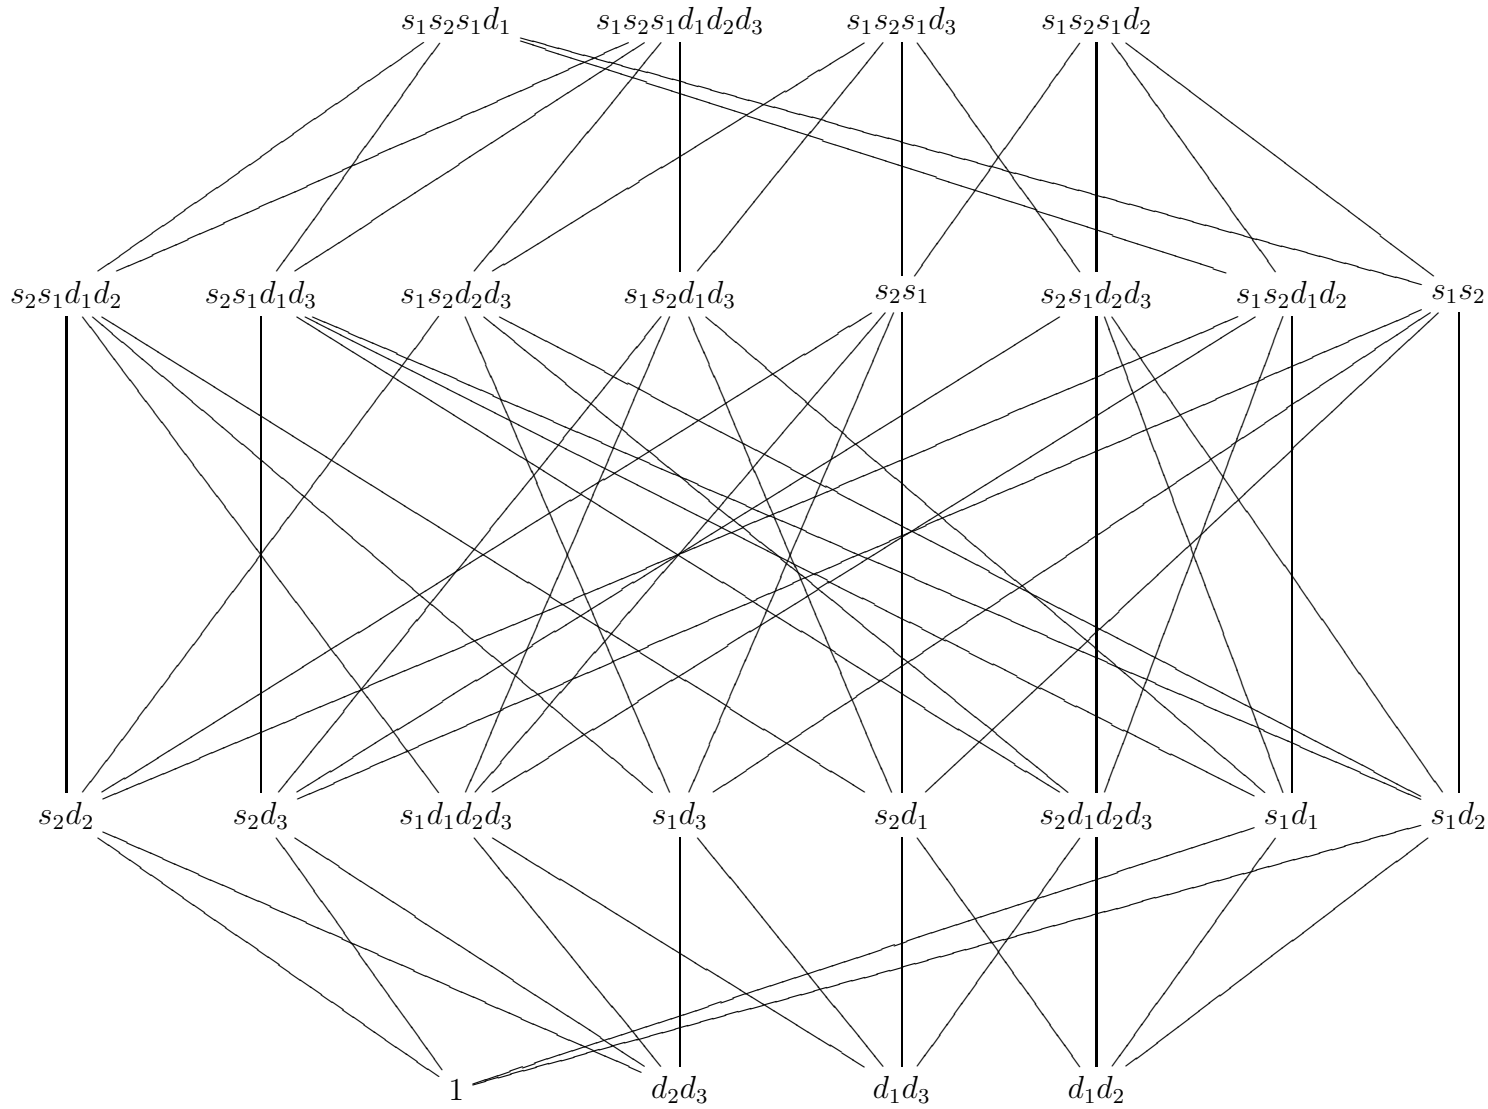 s₁s₂s₁d₁ s₁s₂s₁d₁d₂d₃ s₁s₂s₁d₃ s₁s₂s₁d₂
s₂s₁d₁d₂ s₂s₁d₁d₃ s₁s₂d₂d₃ s₁s₂d₁d₃ s₂s₁ s₂s₁d₂d₃ s₁s₂d₁d₂ s₁s₂
s₂d₂ s₂d₃ s₁d₁d₂d₃ s₁d₃ s₂d₁ s₂d₁d₂d₃ s₁d₁ s₁d₂
1 d₂d₃ d₁d₃ d₁d₂